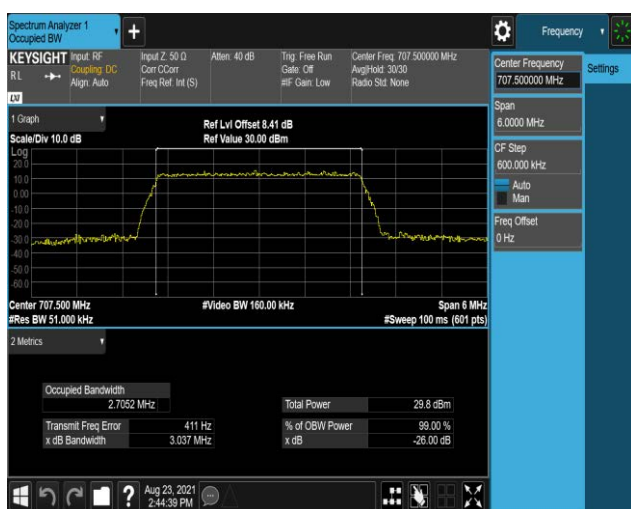 Spectrum Analyzer 1
Occupied BW
+
Frequency
KEYSIGHT
RL
LXI
Input: RF
Coupling: DC
Align: Auto
Input Z: 50 Ω
Corr CCorr
Freq Ref: Int (S)
Atten: 40 dB
Trig: Free Run
Gate: Off
#IF Gain: Low
Center Freq: 707.500000 MHz
Avg|Hold: 30/30
Radio Std: None
Center Frequency
707.500000 MHz
Settings
Span
6.0000 MHz
CF Step
600.000 kHz
Auto
Man
Freq Offset
0 Hz
1 Graph
Scale/Div 10.0 dB
Ref Lvl Offset 8.41 dB
Ref Value 30.00 dBm
Log
20.0
10.0
0.00
-10.0
-20.0
-30.0
-40.0
-50.0
-60.0
Center 707.500 MHz
#Res BW 51.000 kHz
#Video BW 160.00 kHz
Span 6 MHz
#Sweep 100 ms (601 pts)
2 Metrics
Occupied Bandwidth
2.7052 MHz
Transmit Freq Error 411 Hz
x dB Bandwidth 3.037 MHz
Total Power 29.8 dBm
% of OBW Power 99.00 %
x dB -26.00 dB
?
Aug 23, 2021
2:44:39 PM